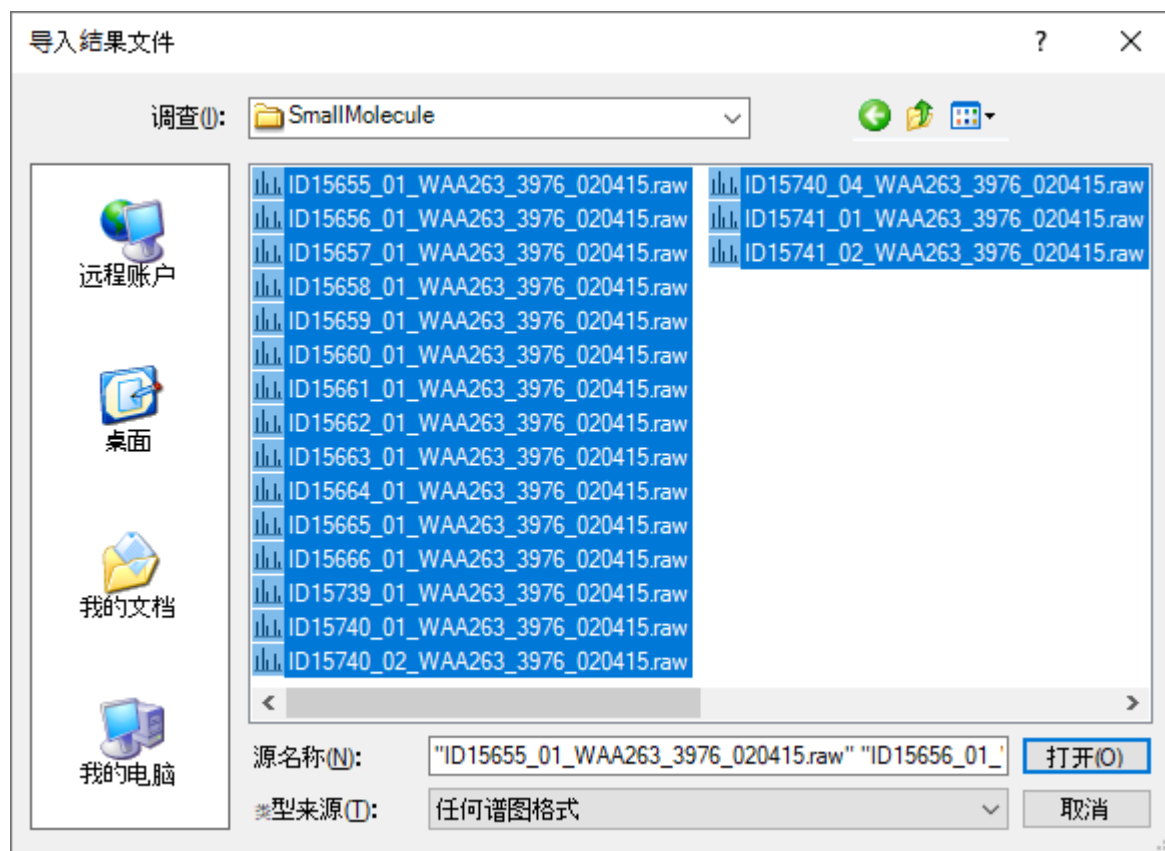 导入结果文件
?
调查(I):
SmallMolecule
远程账户
桌面
我的文档
我的电脑
ID15655_01_WAA263_3976_020415.raw
ID15656_01_WAA263_3976_020415.raw
ID15657_01_WAA263_3976_020415.raw
ID15658_01_WAA263_3976_020415.raw
ID15659_01_WAA263_3976_020415.raw
ID15660_01_WAA263_3976_020415.raw
ID15661_01_WAA263_3976_020415.raw
ID15662_01_WAA263_3976_020415.raw
ID15663_01_WAA263_3976_020415.raw
ID15664_01_WAA263_3976_020415.raw
ID15665_01_WAA263_3976_020415.raw
ID15666_01_WAA263_3976_020415.raw
ID15739_01_WAA263_3976_020415.raw
ID15740_01_WAA263_3976_020415.raw
ID15740_02_WAA263_3976_020415.raw
ID15740_04_WAA263_3976_020415.raw
ID15741_01_WAA263_3976_020415.raw
ID15741_02_WAA263_3976_020415.raw
源名称(N):
"ID15655_01_WAA263_3976_020415.raw" "ID15656_01_
打开(O)
类型来源(T):
任何谱图格式
取消